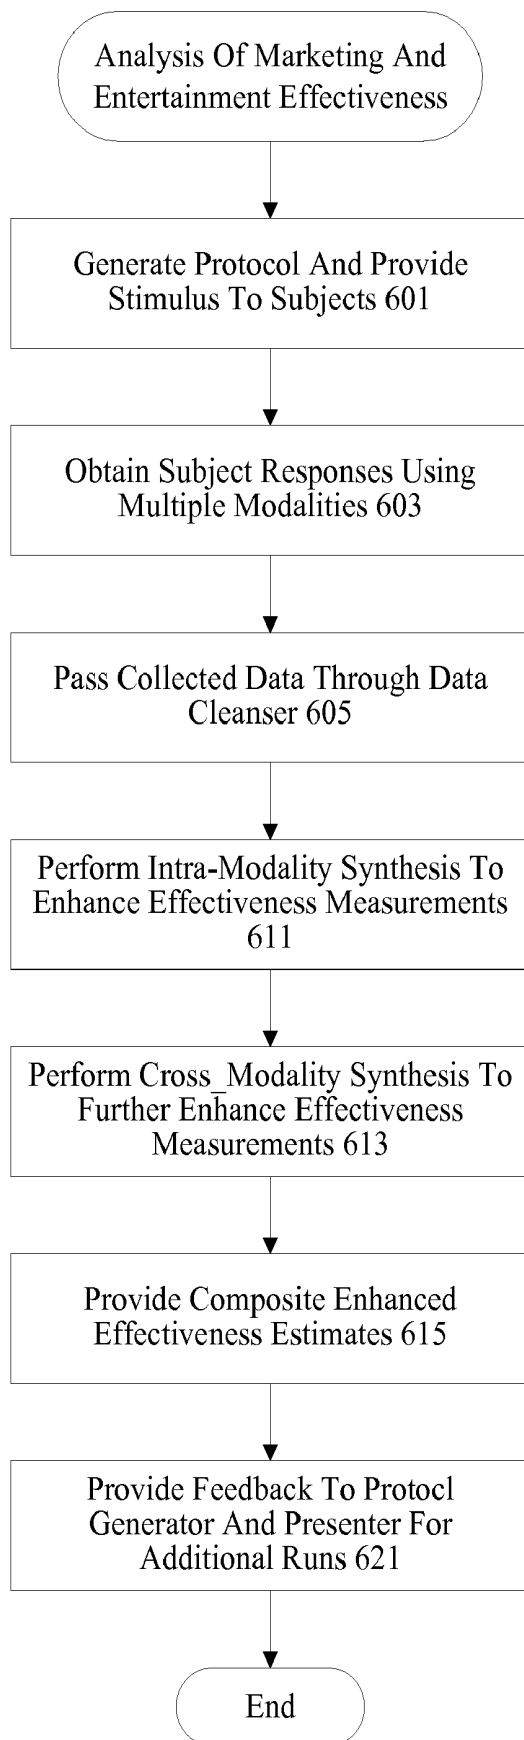 Analysis Of Marketing And
Entertainment Effectiveness
Generate Protocol And Provide
Stimulus To Subjects 601
Obtain Subject Responses Using
Multiple Modalities 603
Pass Collected Data Through Data
Cleanser 605
Perform Intra-Modality Synthesis To
Enhance Effectiveness Measurements
611
Perform Cross_Modality Synthesis To
Further Enhance Effectiveness
Measurements 613
Provide Composite Enhanced
Effectiveness Estimates 615
Provide Feedback To Protocl
Generator And Presenter For
Additional Runs 621
End